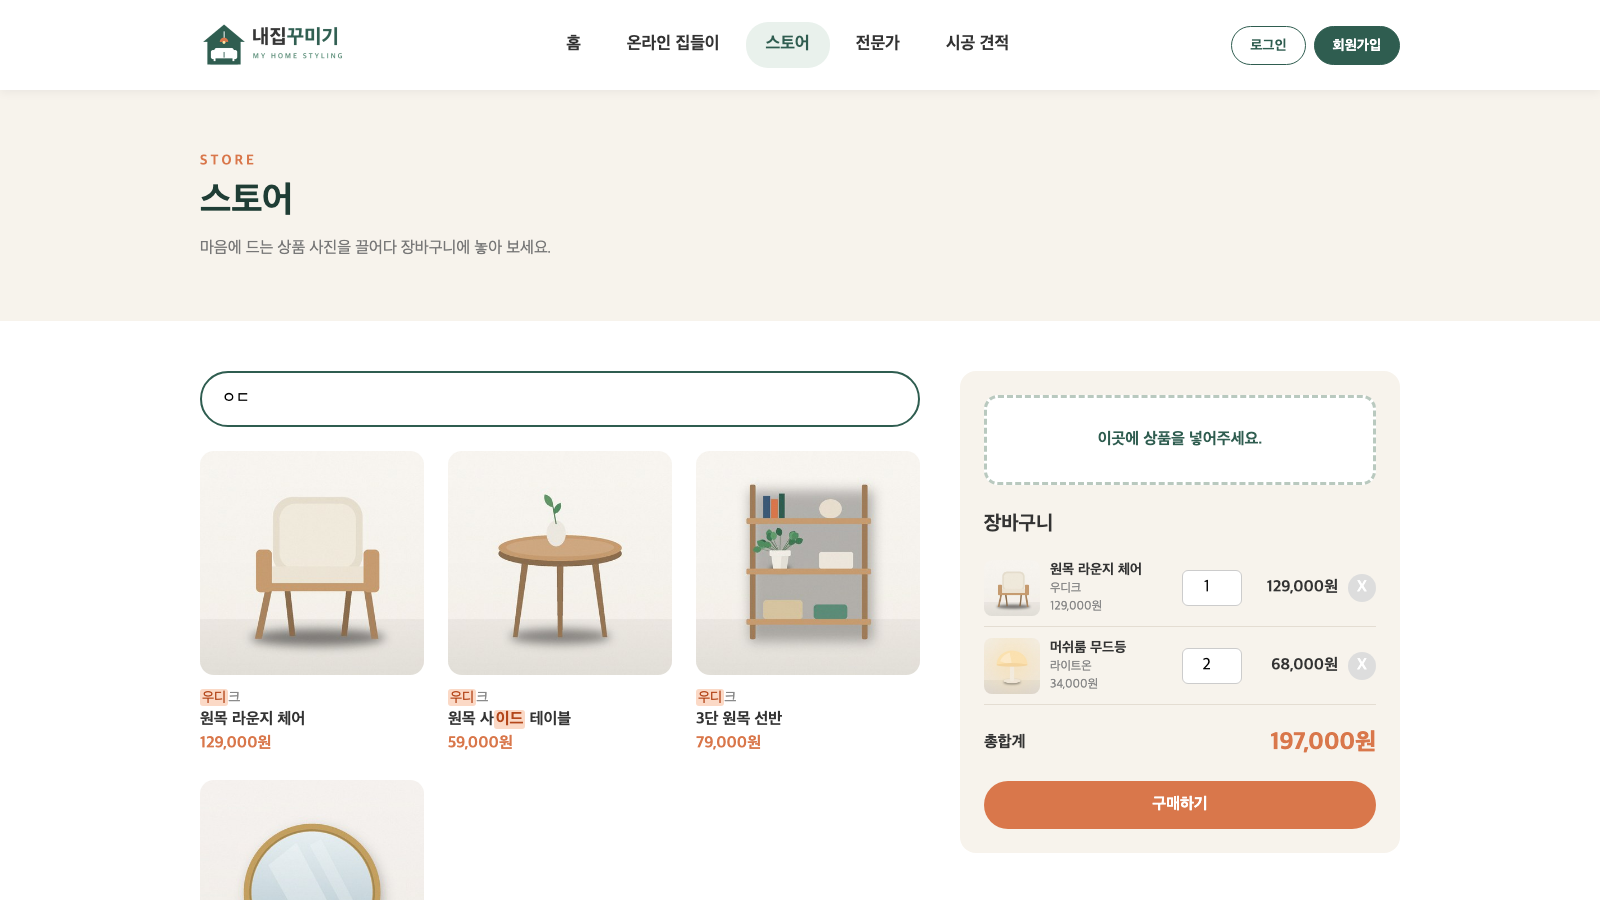 내집꾸미기
MY HOME STYLING
홈
온라인 집들이
스토어
전문가
시공 견적
로그인
회원가입
STORE
스토어
마음에 드는 상품 사진을 끌어다 장바구니에 놓아 보세요.
ㅇㄷ
우디크
원목 라운지 체어
129,000원
우디크
원목 사이드 테이블
59,000원
우디크
3단 원목 선반
79,000원
이곳에 상품을 넣어주세요.
장바구니
원목 라운지 체어
우디크
129,000원
1
129,000원
X
머쉬룸 무드등
라이트온
34,000원
2
68,000원
X
총합계
197,000원
구매하기